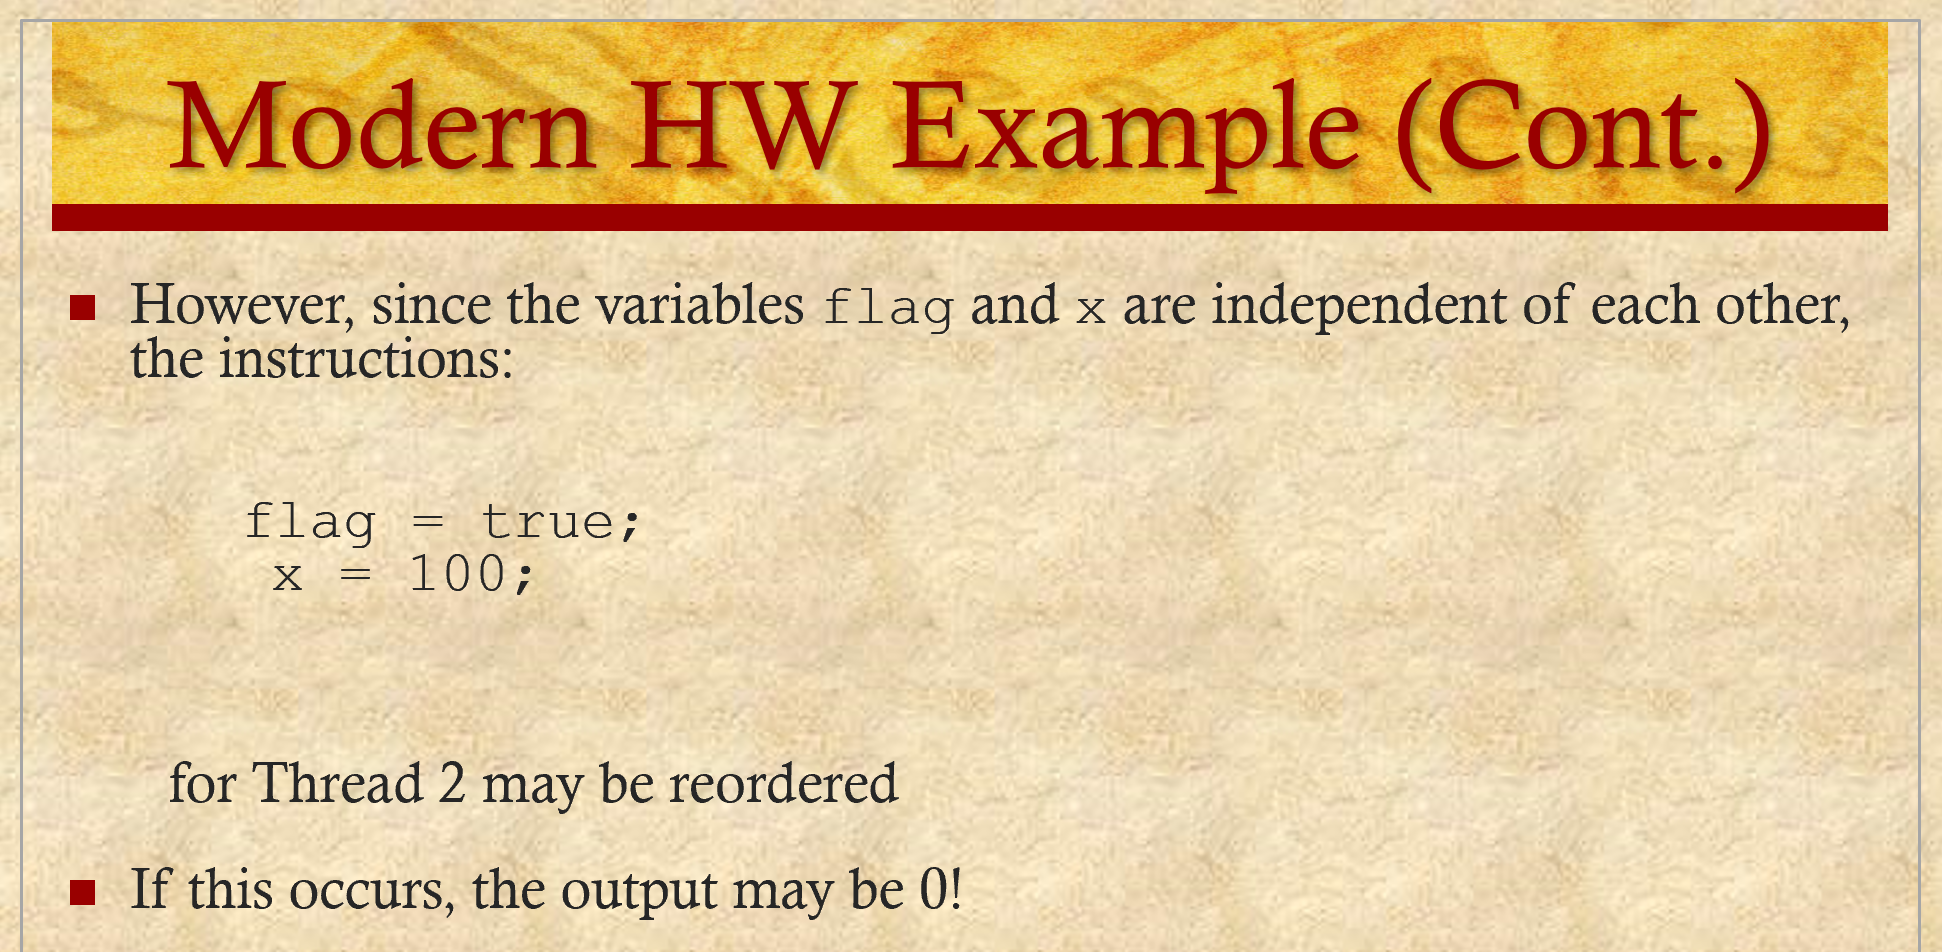 Modern HW Example (Cont.)
However, since the variables flag and x are independent of each other,
the instructions:
flag = true;
x = 100;
for Thread 2 may be reordered
If this occurs, the output may be 0!